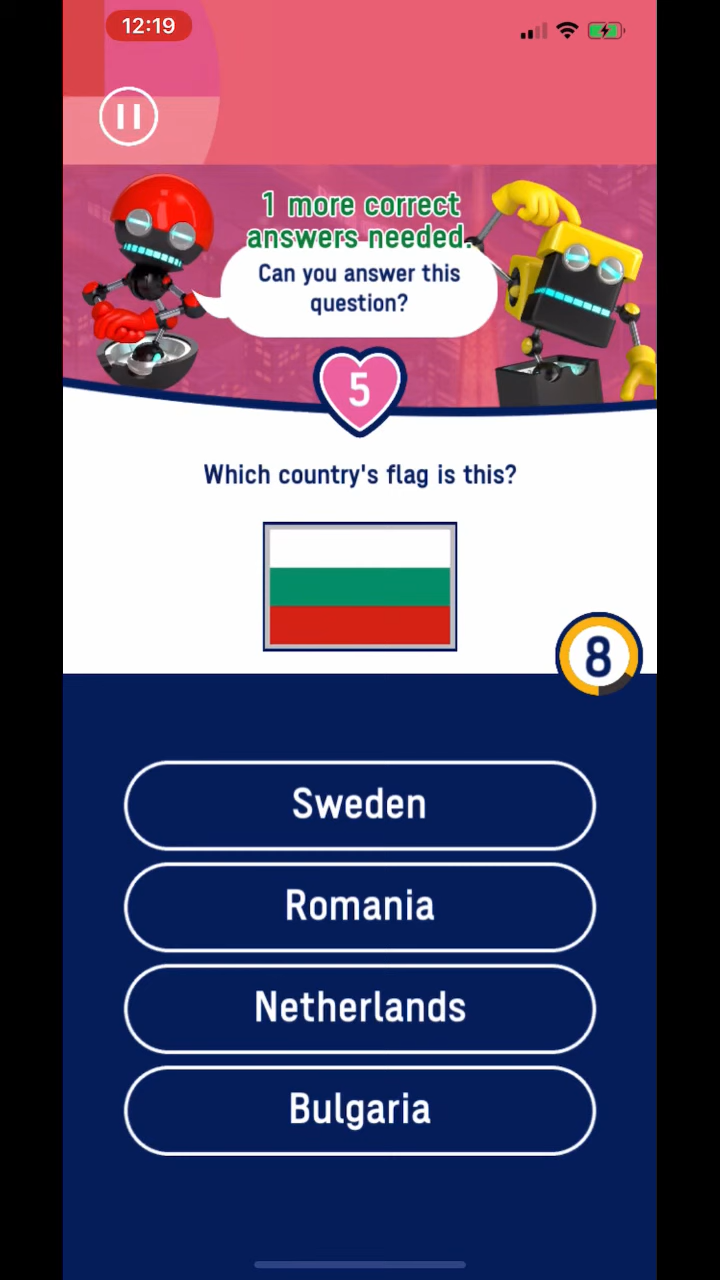 12:19
1 more correct
answers needed.
Can you answer this
question?
5
Which country's flag is this?
8
Sweden
Romania
Netherlands
Bulgaria